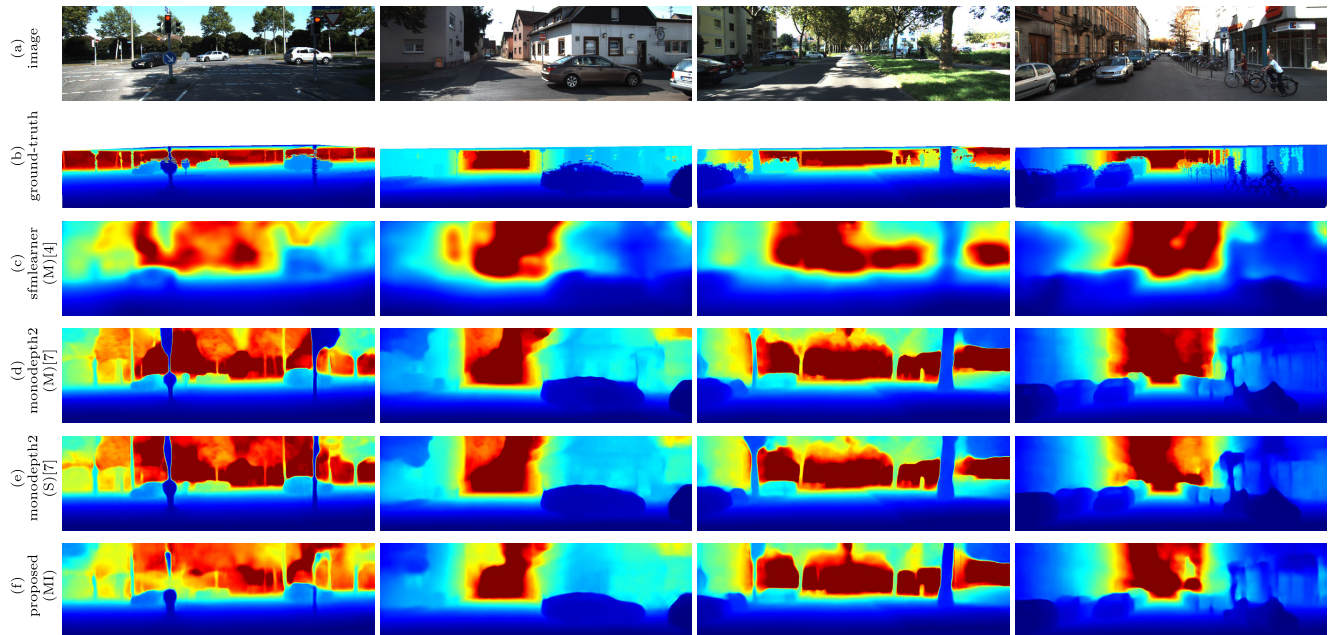 (a)
image
(b)
ground-truth
(c)
sfmlearner
(M)[4]
(d)
monodepth2
(M)[7]
(e)
monodepth2
(S)[7]
(f)
proposed
(MI)